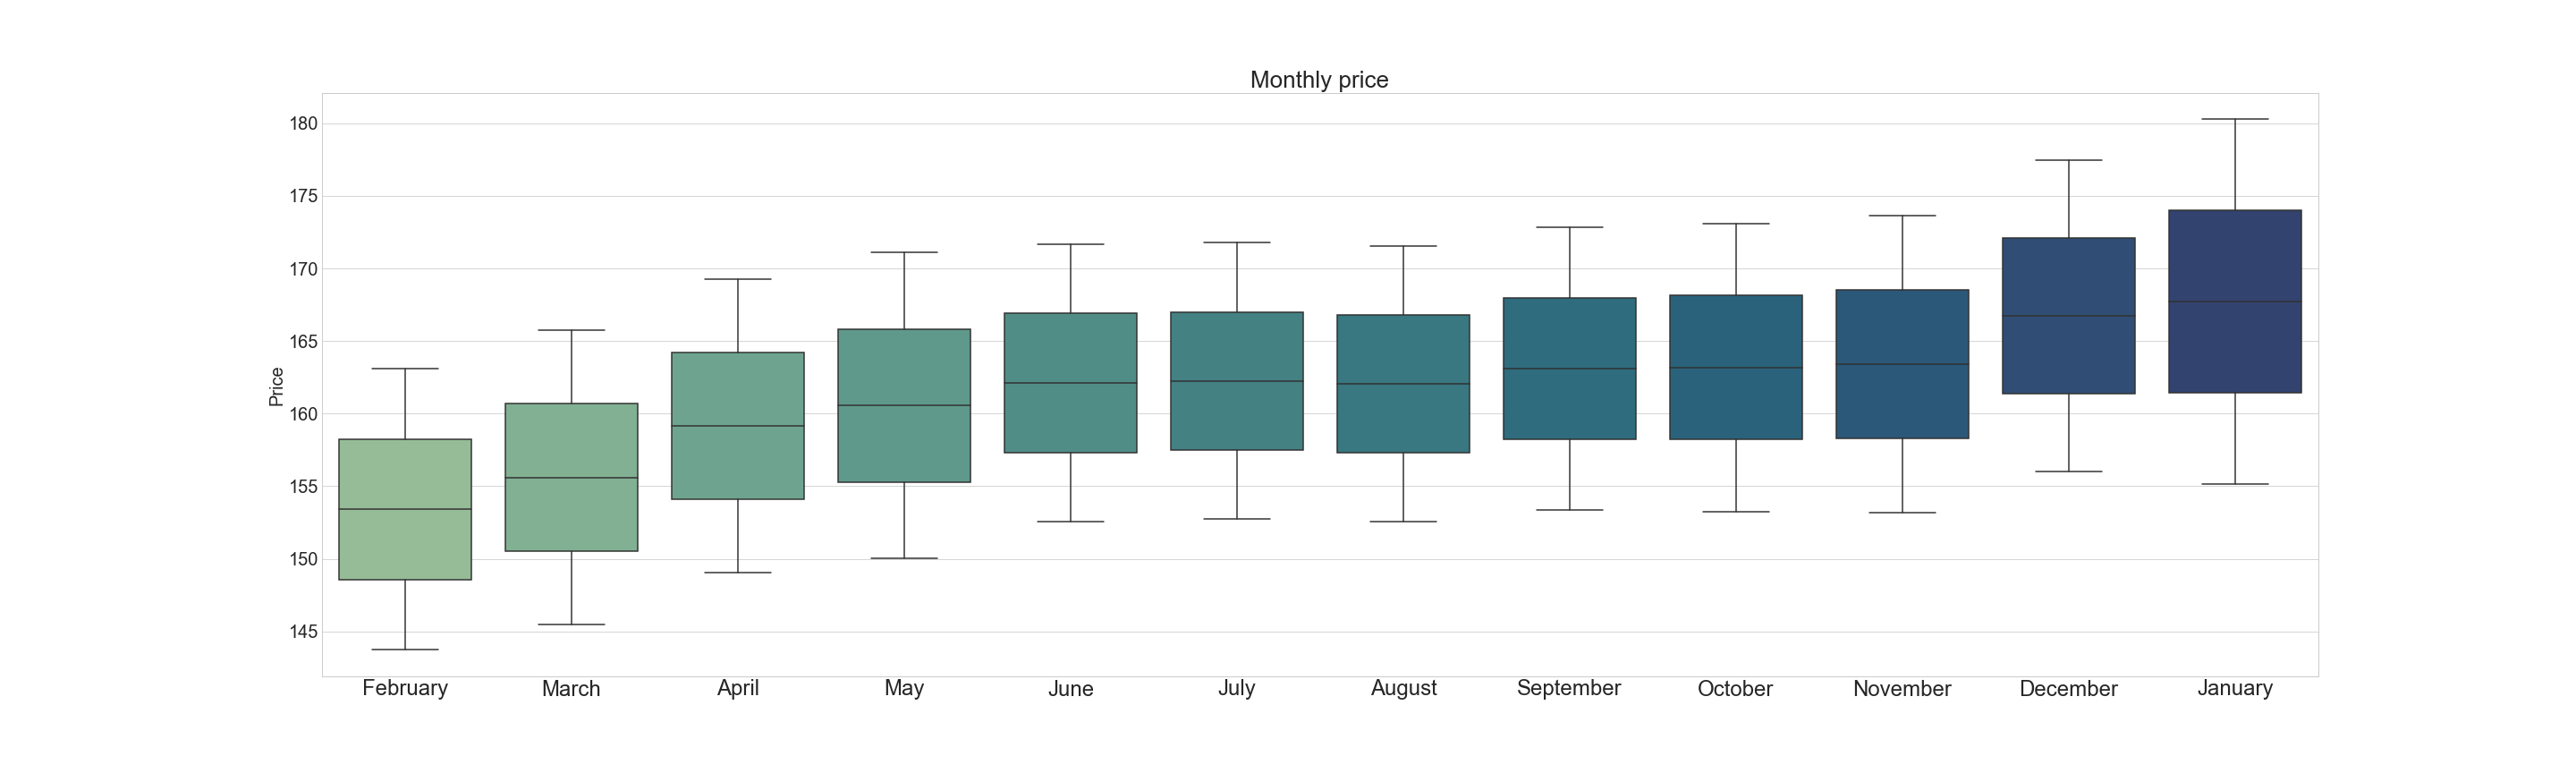 Monthly price
180
175
170
165
160
155
150
145
Price
February March April May June July August September October November December January